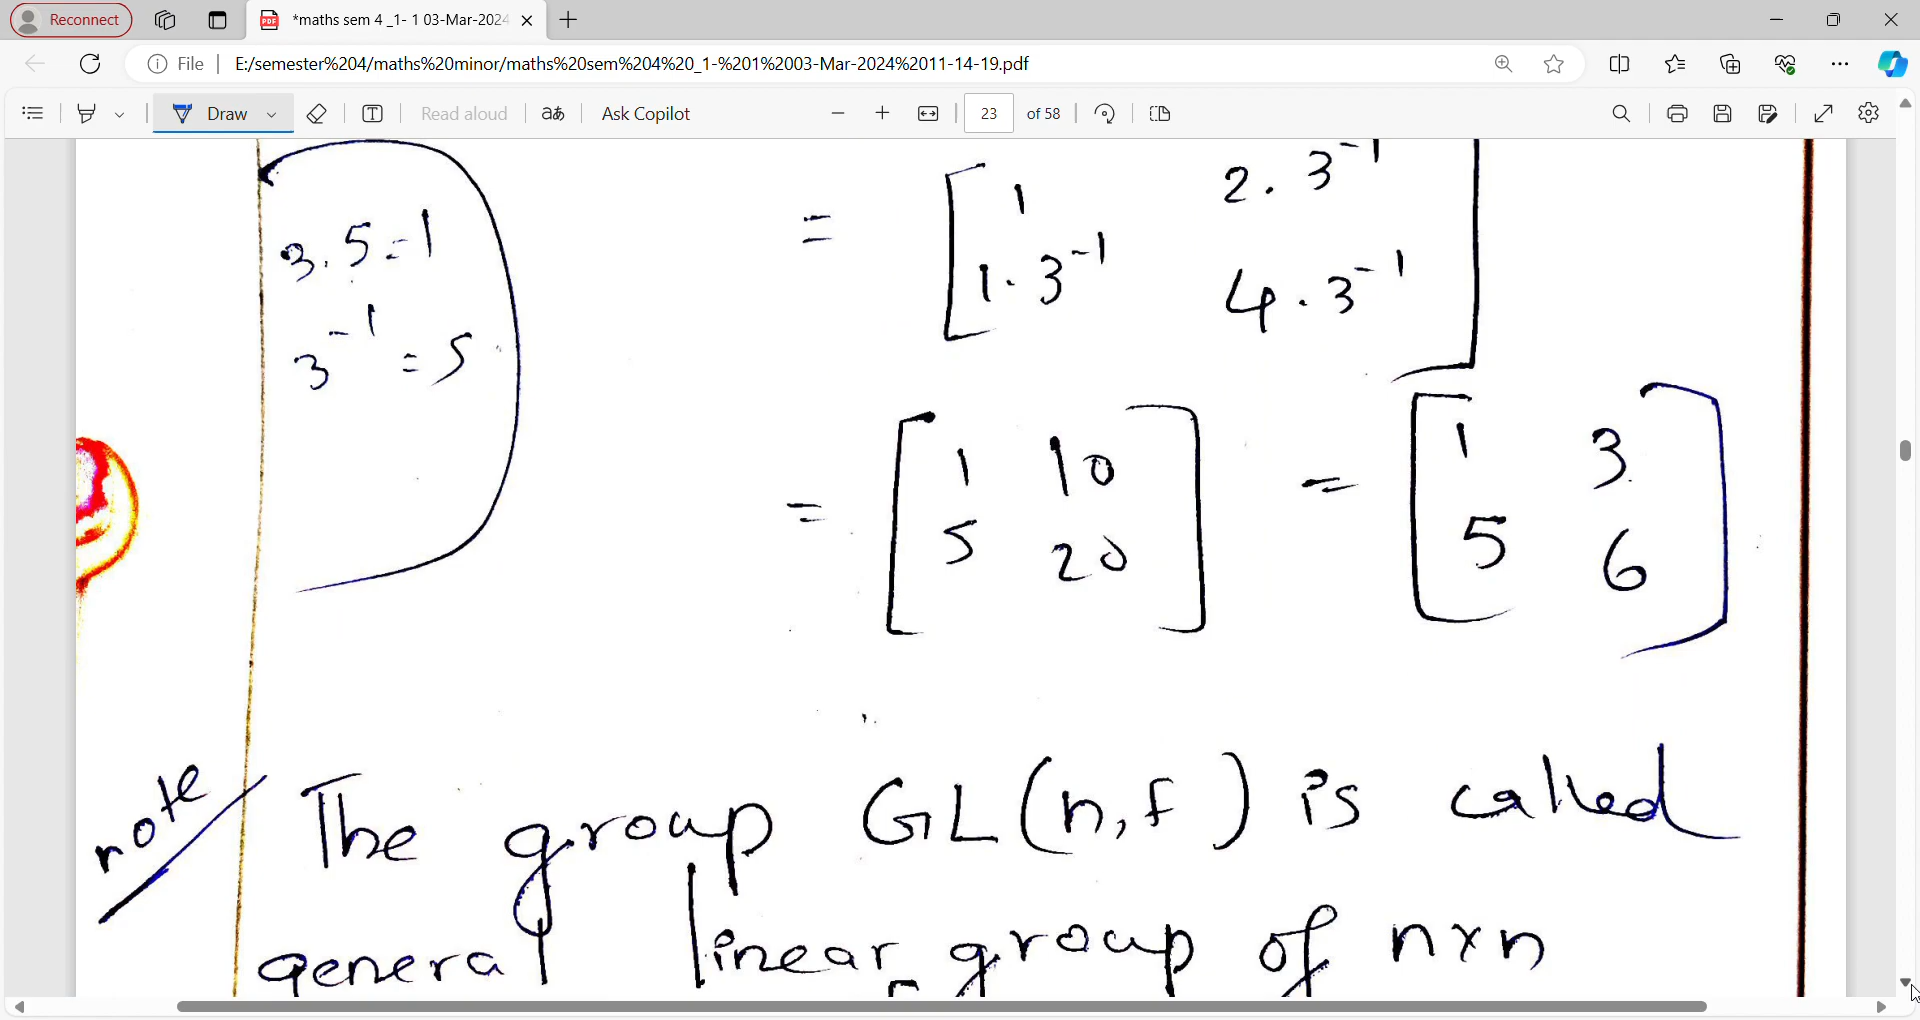 Reconnect
*maths sem 4 _1- 1 03-Mar-2024
File
E:/semester%204/maths%20minor/maths%20sem%204%20_1-%201%2003-Mar-2024%2011-14-19.pdf
Draw
Read aloud
aあ
Ask Copilot
23 of 58
3.5=1
3⁻¹ = 5
= [ 1 2. 3⁻¹
1. 3⁻¹ 4. 3⁻¹ ]
= [ 1 10
5 20 ] = [ 1 3
5 6 ]
note
The group GL(n,f) is called
general linear group of n×n